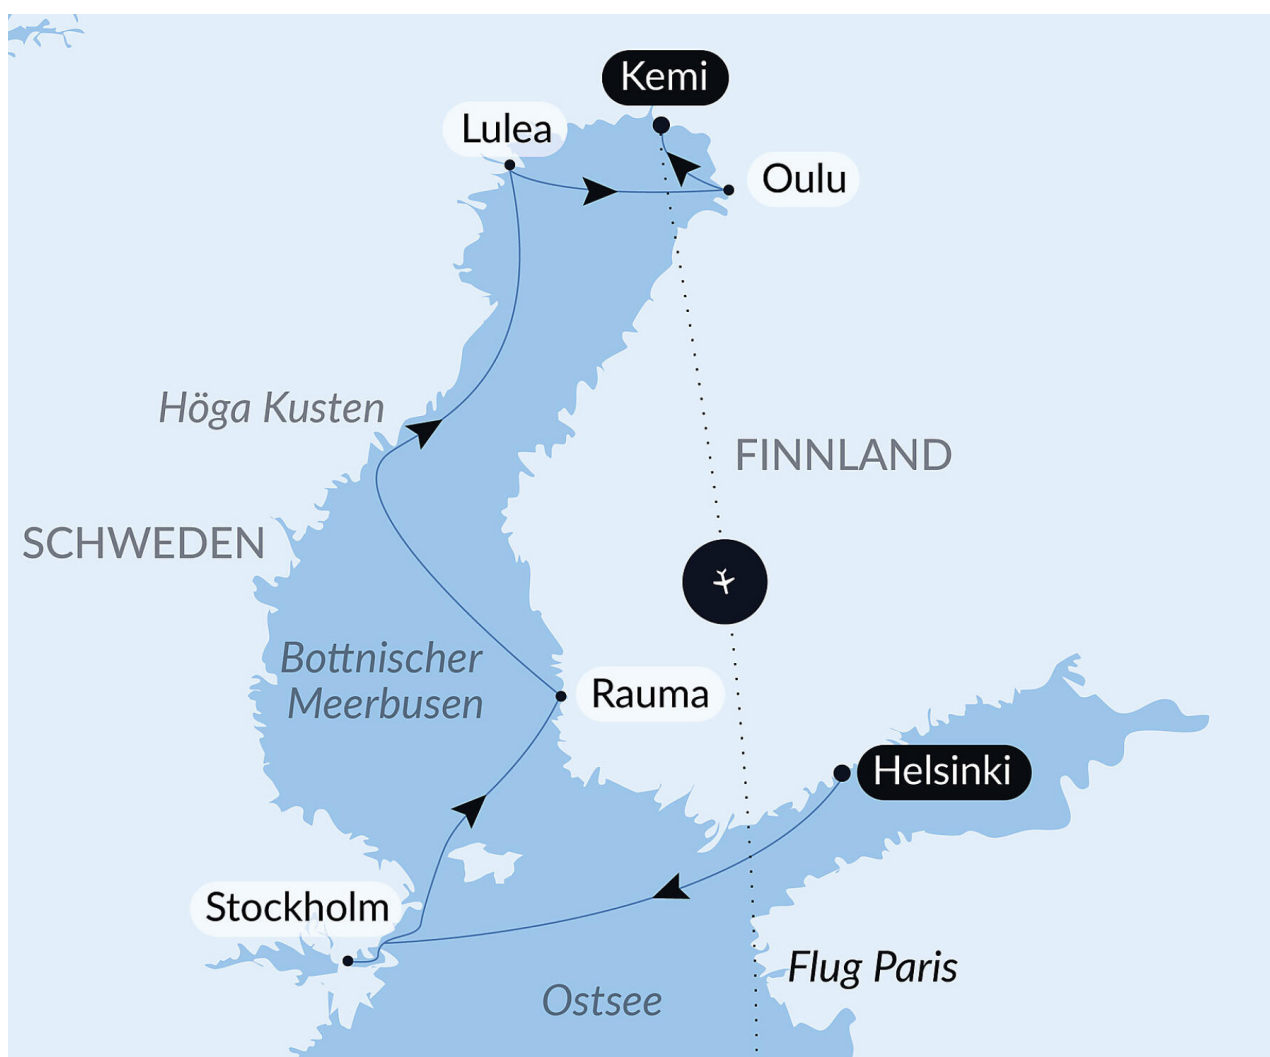 Kemi
Lulea
Oulu
Höga Kusten
FINNLAND
SCHWEDEN
Bottnischer
Meerbusen
Rauma
Helsinki
Stockholm
Flug Paris
Ostsee